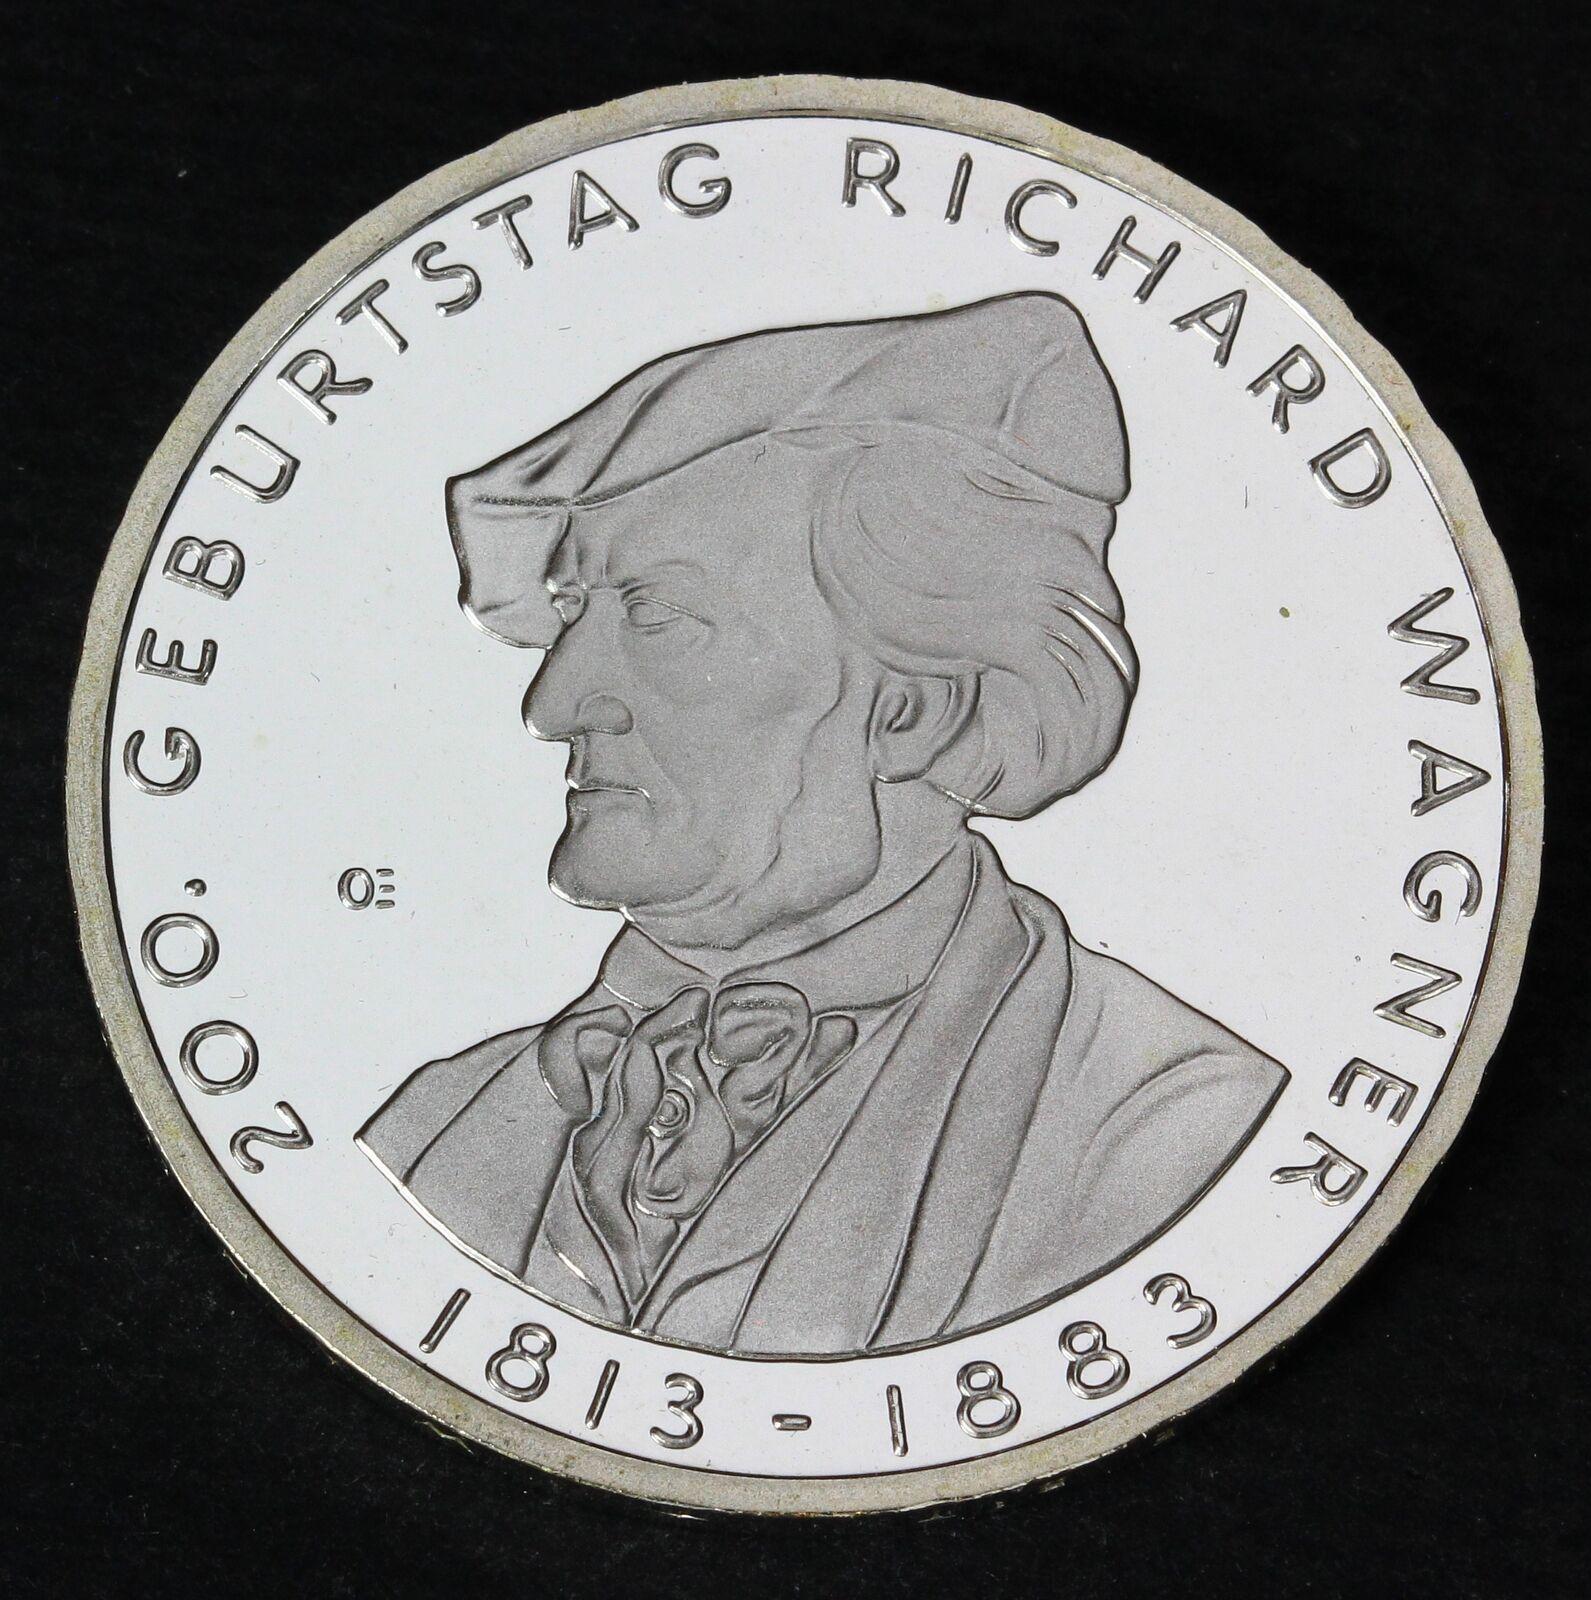 200. GEBURTSTAG RICHARD WAGNER
1813-1883